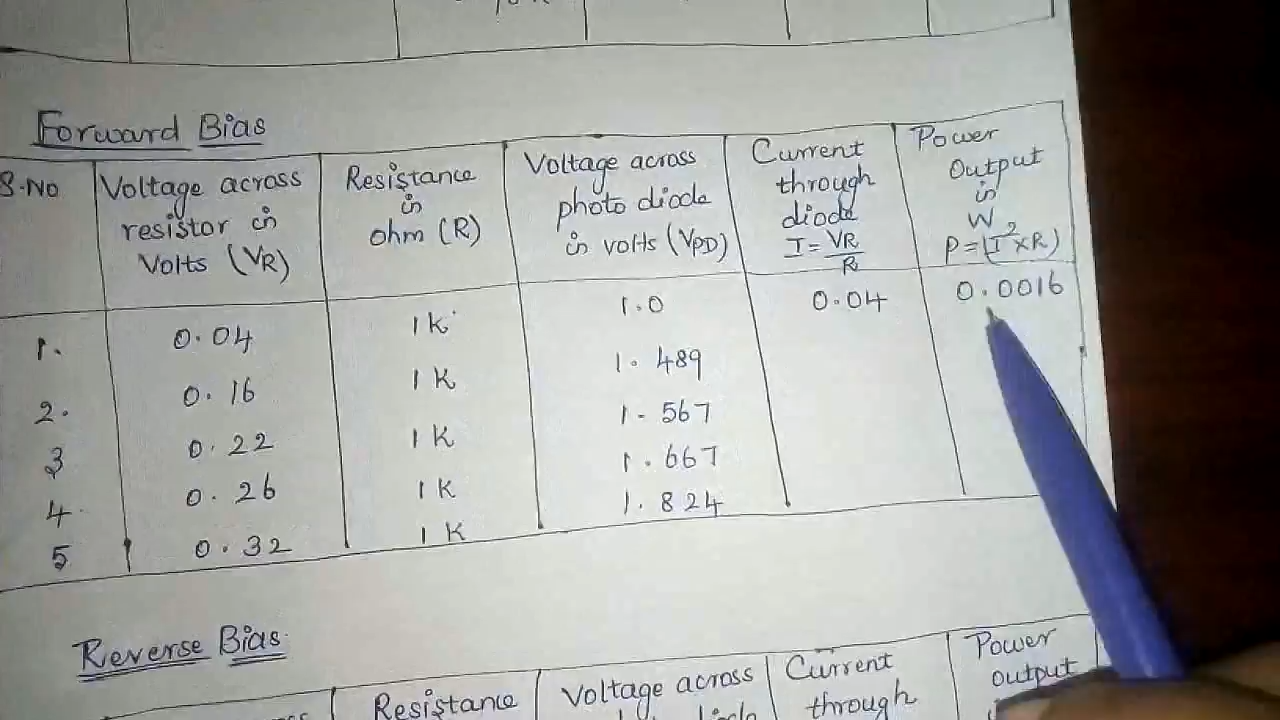 Forward Bias
S.No
Voltage across
resistor in
Volts (VR)
Resistance
in
ohm (R)
Voltage across
photo diode
in volts (VPD)
Current
through
diode
I = VR
R
Power
Output
in
W
P=(I²×R)
1. 0.04 1K 1.0 0.04 0.0016
2. 0.16 1K 1.489
3 0.22 1K 1.567
4. 0.26 1K 1.667
5 0.32 1K 1.824
Reverse Bias
Resistance
Voltage across
Current
through
Power
output